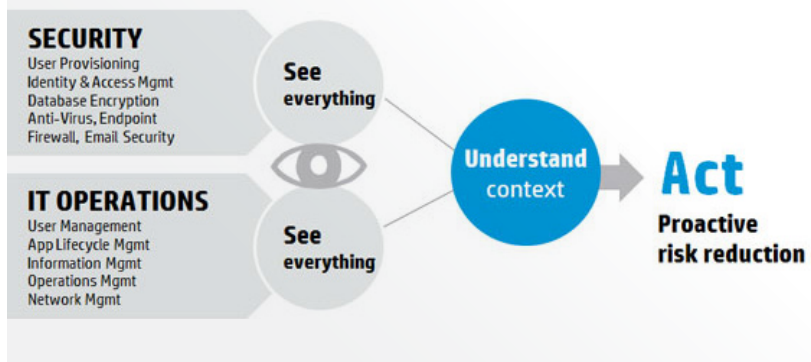 SECURITY
User Provisioning
Identity & Access Mgmt
Database Encryption
Anti-Virus, Endpoint
Firewall, Email Security
See
everything
IT OPERATIONS
User Management
App Lifecycle Mgmt
Information Mgmt
Operations Mgmt
Network Mgmt
See
everything
Understand
context
Act
Proactive
risk reduction